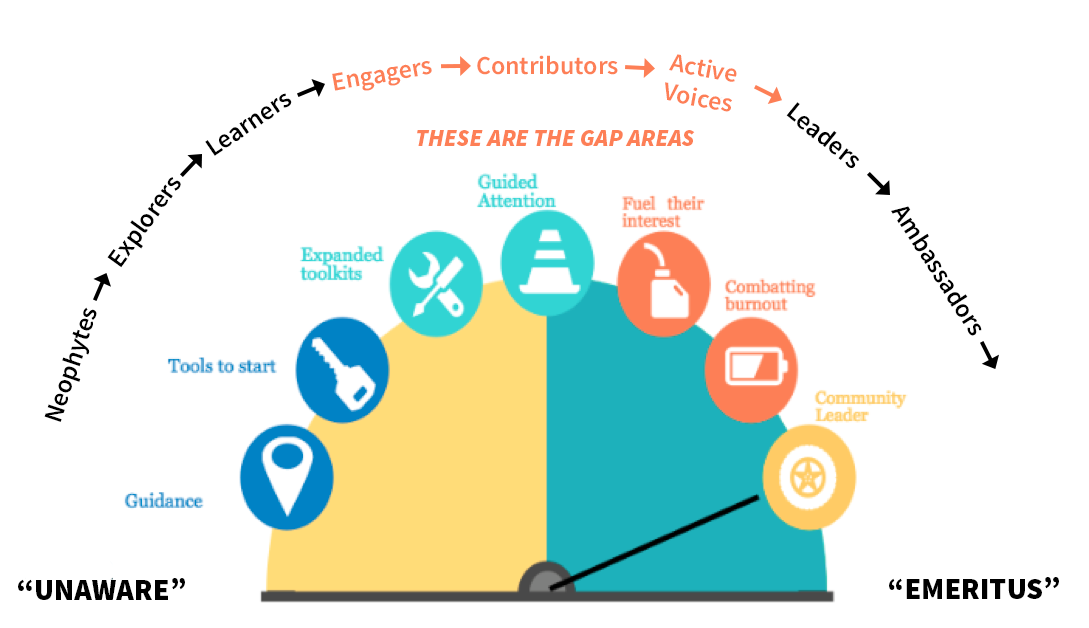 Neophytes
Explorers
Learners
Engagers
Contributors
Active
Voices
Leaders
Ambassadors
THESE ARE THE GAP AREAS
Guidance
Tools to start
Expanded
toolkits
Guided
Attention
Fuel their
interest
Combatting
burnout
Community
Leader
“UNAWARE”
“EMERITUS”